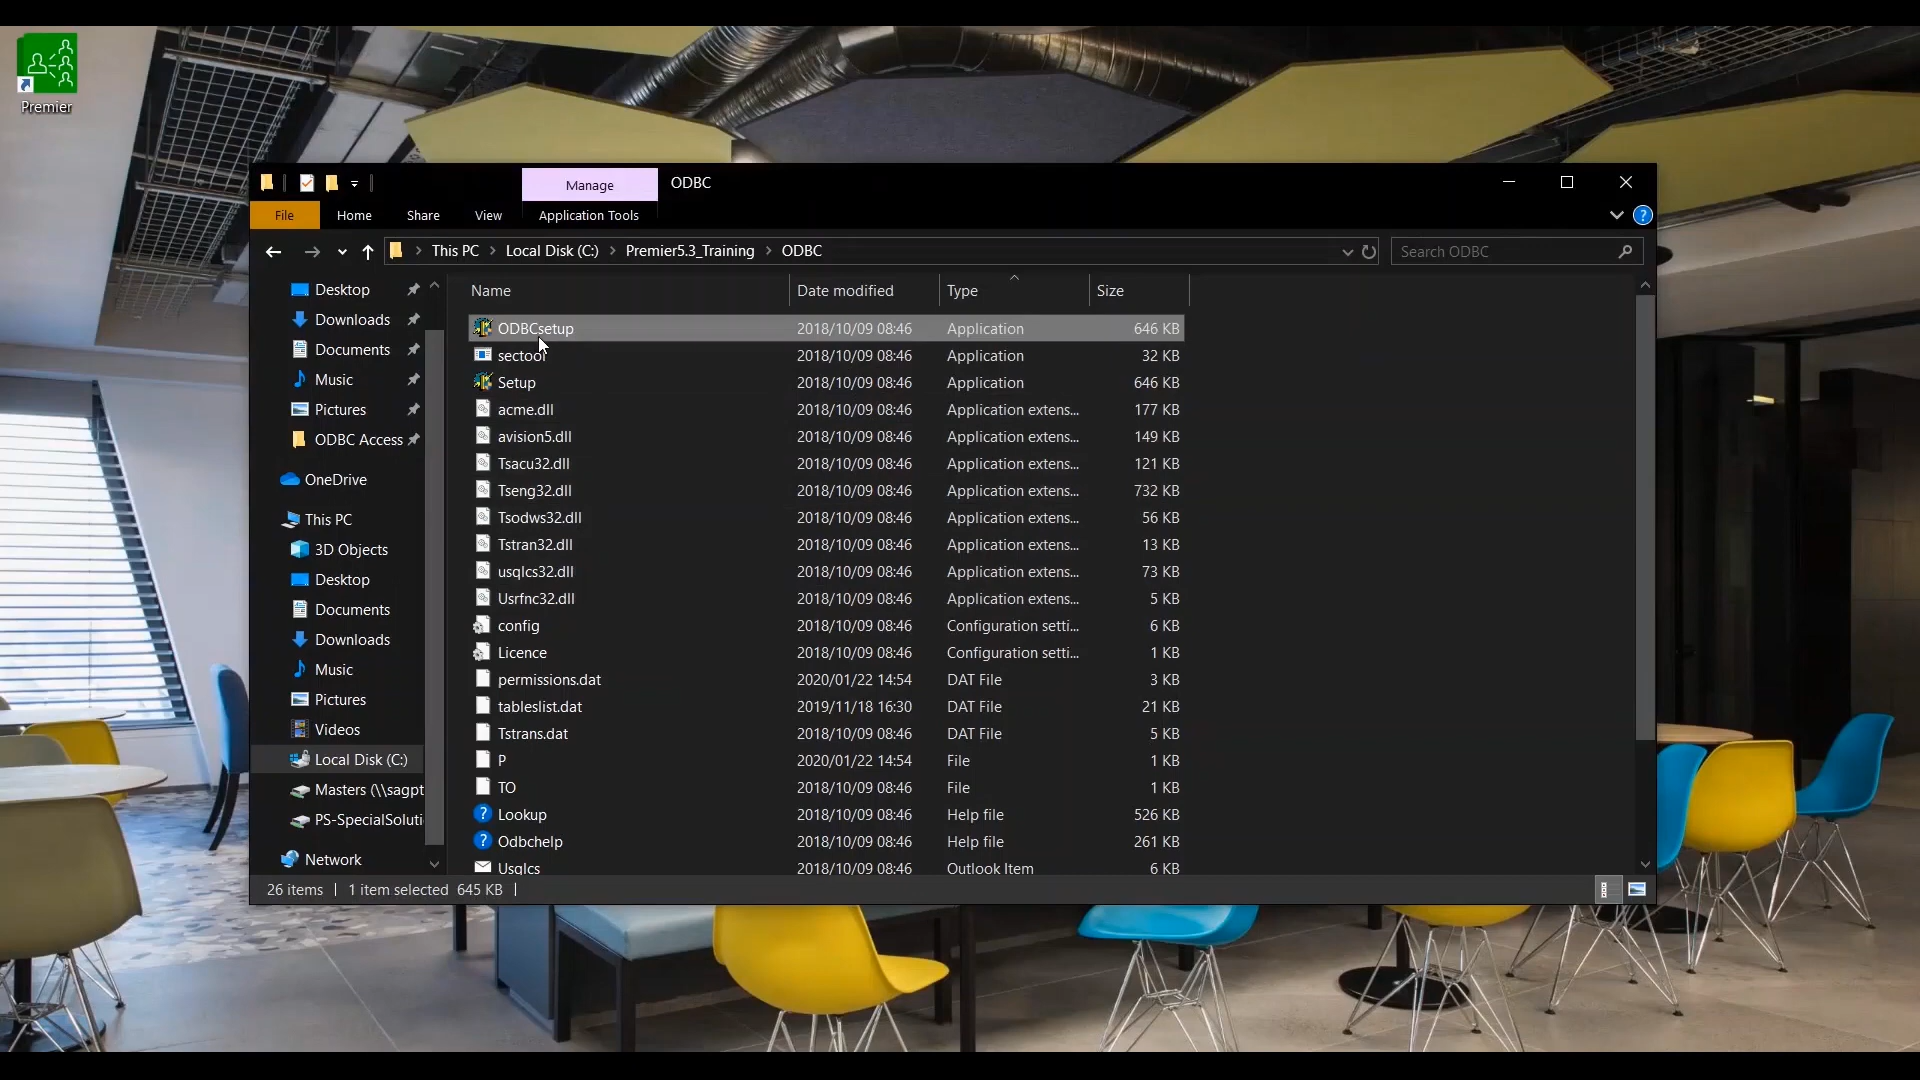 Premier
Manage ODBC
File Home Share View Application Tools
This PC Local Disk (C:) Premier5.3_Training ODBC Search ODBC
Name Date modified Type Size
Desktop
Downloads
Documents
Music
Pictures
ODBC Access
OneDrive
This PC
3D Objects
Desktop
Documents
Downloads
Music
Pictures
Videos
Local Disk (C:)
Masters (\\sagpt
PS-SpecialSoluti
Network
ODBCsetup 2018/10/09 08:46 Application 646 KB
sectool 2018/10/09 08:46 Application 32 KB
Setup 2018/10/09 08:46 Application 646 KB
acme.dll 2018/10/09 08:46 Application extens... 177 KB
avision5.dll 2018/10/09 08:46 Application extens... 149 KB
Tsacu32.dll 2018/10/09 08:46 Application extens... 121 KB
Tseng32.dll 2018/10/09 08:46 Application extens... 732 KB
Tsodws32.dll 2018/10/09 08:46 Application extens... 56 KB
Tstran32.dll 2018/10/09 08:46 Application extens... 13 KB
usqlcs32.dll 2018/10/09 08:46 Application extens... 73 KB
Usrfnc32.dll 2018/10/09 08:46 Application extens... 5 KB
config 2018/10/09 08:46 Configuration setti... 6 KB
Licence 2018/10/09 08:46 Configuration setti... 1 KB
permissions.dat 2020/01/22 14:54 DAT File 3 KB
tableslist.dat 2019/11/18 16:30 DAT File 21 KB
Tstrans.dat 2018/10/09 08:46 DAT File 5 KB
P 2020/01/22 14:54 File 1 KB
TO 2018/10/09 08:46 File 1 KB
Lookup 2018/10/09 08:46 Help file 526 KB
Odbchelp 2018/10/09 08:46 Help file 261 KB
Usqlcs 2018/10/09 08:46 Outlook Item 6 KB
26 items 1 item selected 645 KB